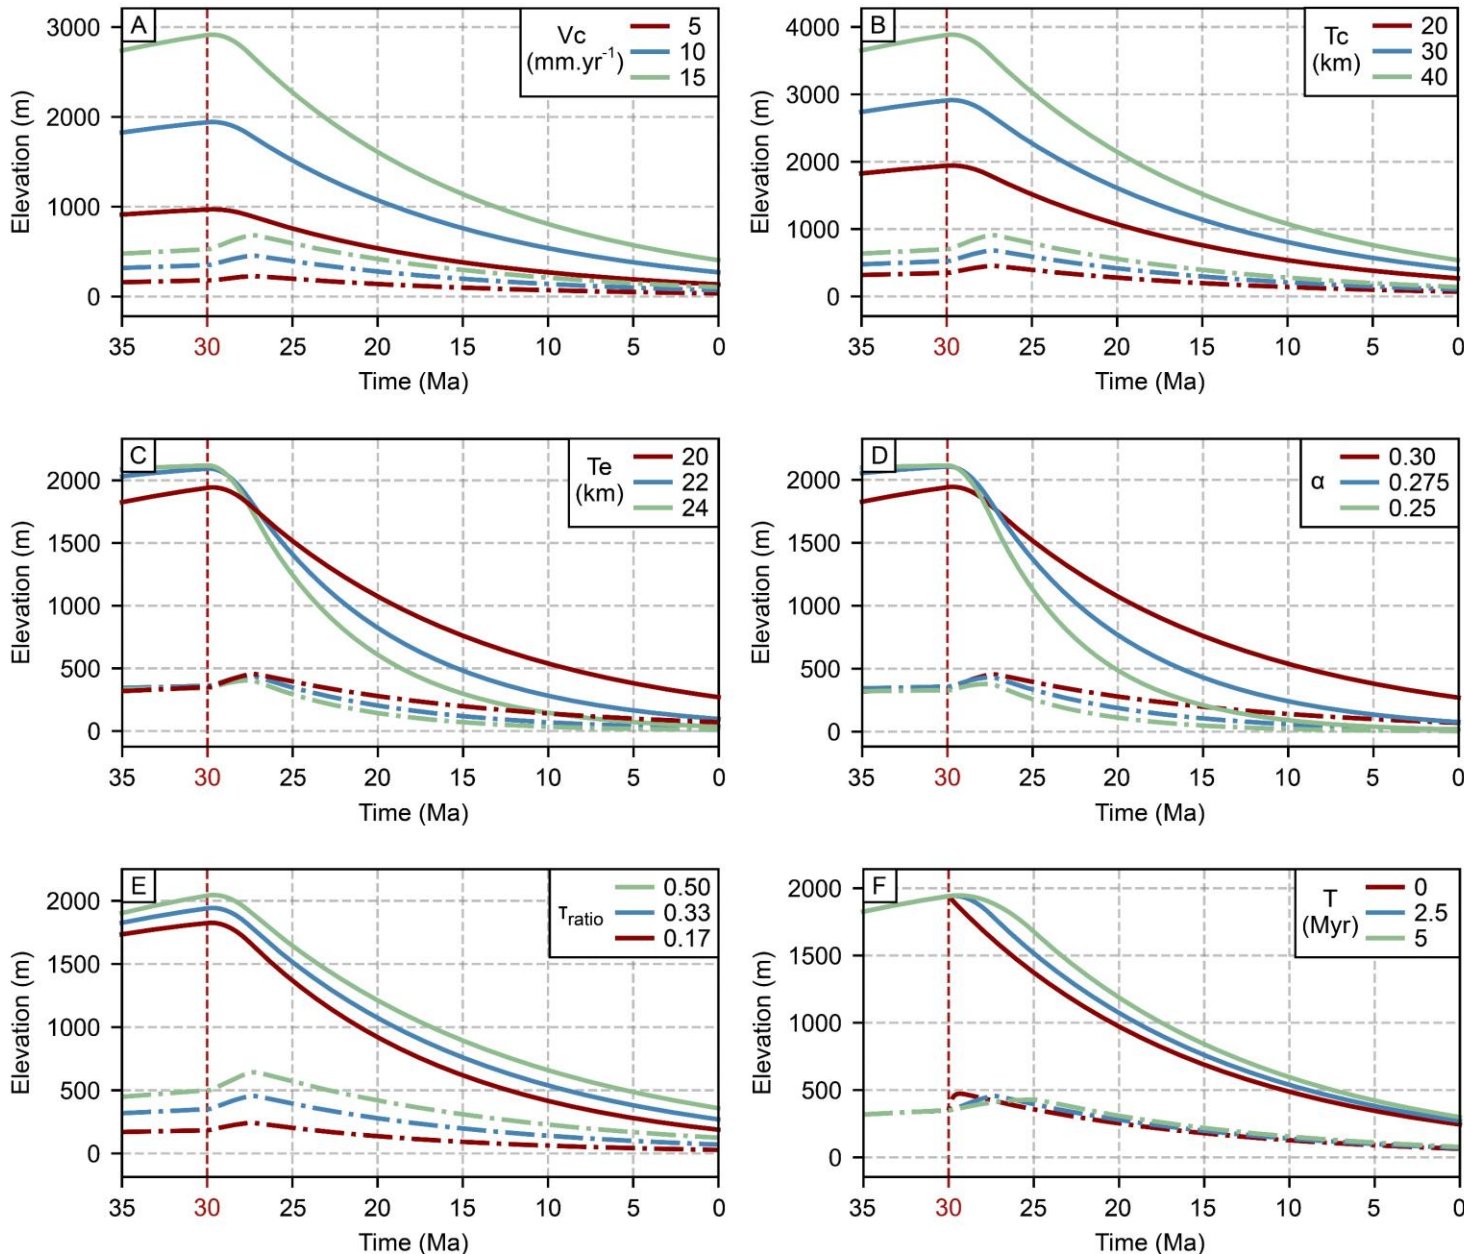 A
Vc
(mm.yr⁻¹)
5
10
15
Elevation (m)
3000
2000
1000
0
35 30 25 20 15 10 5 0
Time (Ma)
B
Tc
(km)
20
30
40
Elevation (m)
4000
3000
2000
1000
0
35 30 25 20 15 10 5 0
Time (Ma)
C
Te
(km)
20
22
24
Elevation (m)
2000
1500
1000
500
0
35 30 25 20 15 10 5 0
Time (Ma)
D
α
0.30
0.275
0.25
Elevation (m)
2000
1500
1000
500
0
35 30 25 20 15 10 5 0
Time (Ma)
E
τratio
0.50
0.33
0.17
Elevation (m)
2000
1500
1000
500
0
35 30 25 20 15 10 5 0
Time (Ma)
F
T
(Myr)
0
2.5
5
Elevation (m)
2000
1500
1000
500
0
35 30 25 20 15 10 5 0
Time (Ma)